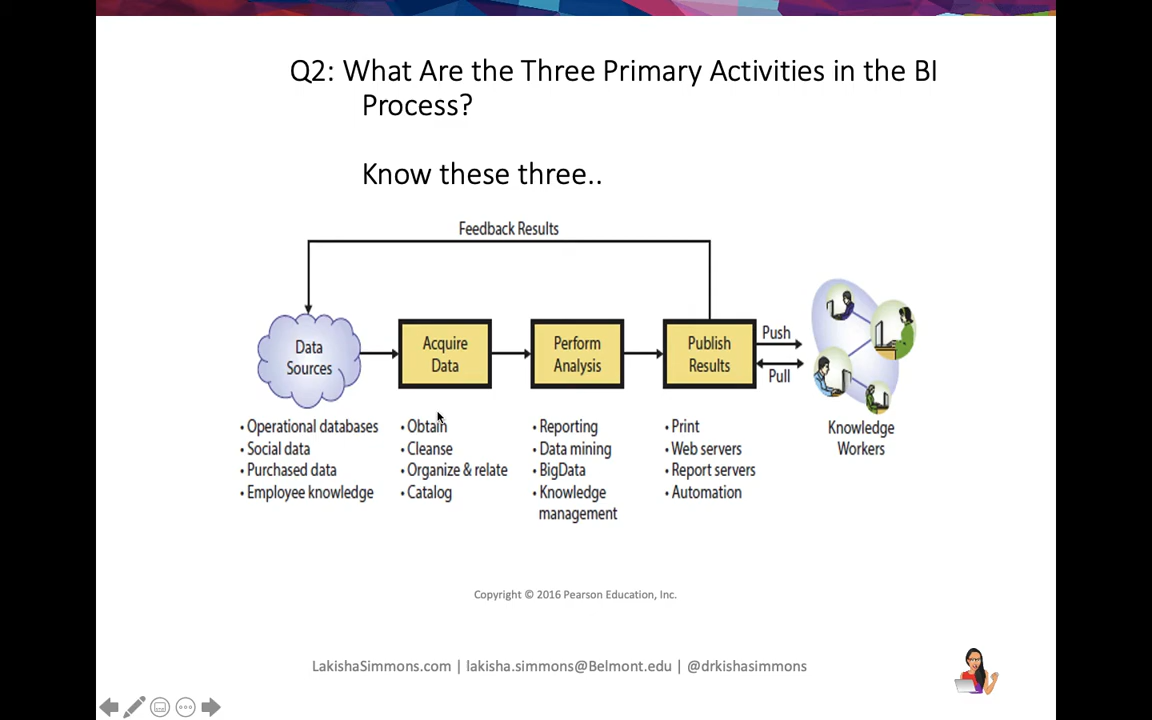 Q2: What Are the Three Primary Activities in the BI
Process?
Know these three..
Feedback Results
Data
Sources
Acquire
Data
Perform
Analysis
Publish
Results
Push
Pull
• Operational databases
• Social data
• Purchased data
• Employee knowledge
• Obtain
• Cleanse
• Organize & relate
• Catalog
• Reporting
• Data mining
• BigData
• Knowledge
management
• Print
• Web servers
• Report servers
• Automation
Knowledge
Workers
Copyright © 2016 Pearson Education, Inc.
LakishaSimmons.com | lakisha.simmons@Belmont.edu | @drkishasimmons